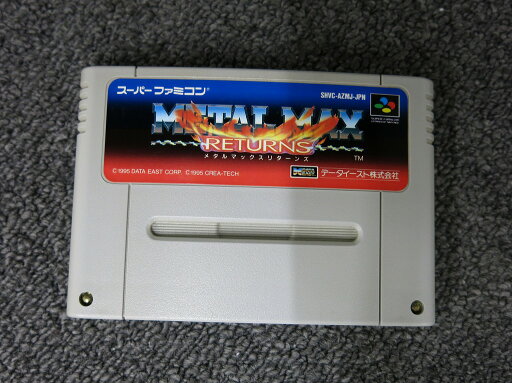 スーパーファミコン®
SHVC-AZMJ-JPN
METAL MAX
RETURNS
メタルマックスリターンズ
TM
©1995 DATA EAST CORP. ©1995 CREA-TECH
DATA EAST
データイースト株式会社